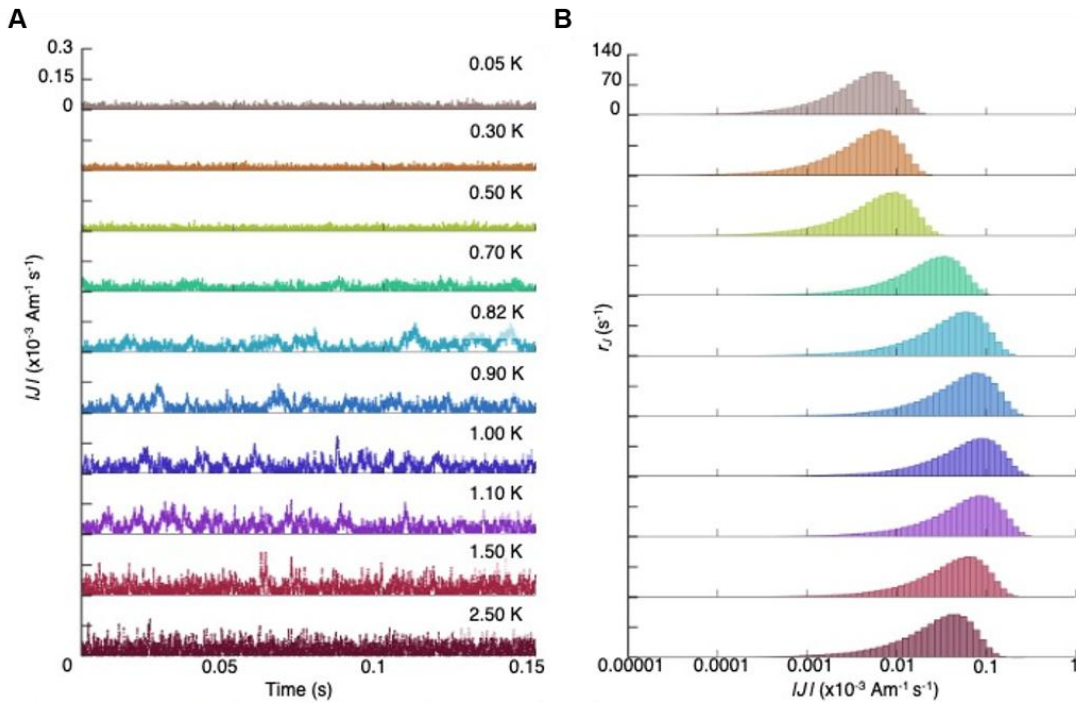 A
0.3
0.15
0
0.05 K
0.30 K
0.50 K
0.70 K
0.82 K
0.90 K
1.00 K
1.10 K
1.50 K
2.50 K
|J| (x10⁻³ Am⁻¹ s⁻¹)
0
0.05
0.1
0.15
Time (s)
B
140
70
0
r_J (s⁻¹)
0.00001
0.0001
0.001
0.01
0.1
1
|J| (x10⁻³ Am⁻¹ s⁻¹)